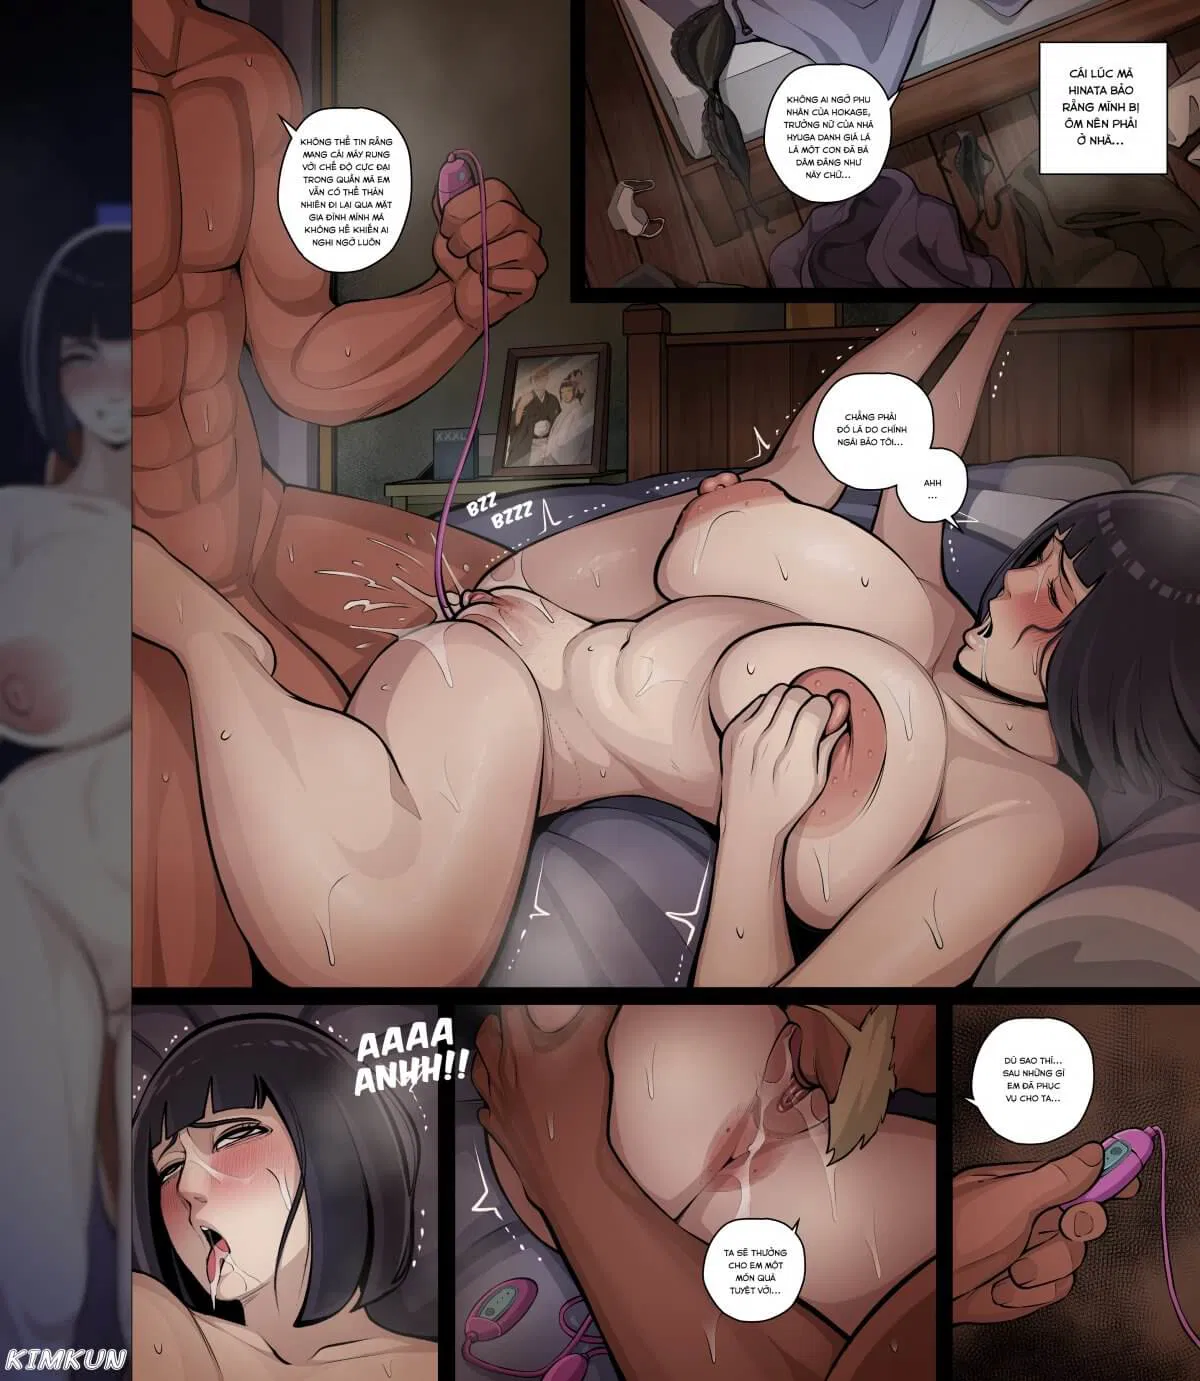 CÁI LÚC MÀ
HINATA BẢO
RẰNG MÌNH BỊ
ỐM NÊN PHẢI
Ở NHÀ...
KHÔNG AI NGỜ PHU
NHÂN CỦA HOKAGE,
TRƯỞNG NỮ CỦA NHÀ
HYUGA DANH GIÁ LẠI
LÀ MỘT CON ĐÀ BÀ
DÂM ĐÃNG NHƯ
NÀY CHỨ...
KHÔNG THỂ TIN RẰNG
MANG CÁI MÁY RUNG
VỚI CHẾ ĐỘ CỰC ĐẠI
TRONG QUẦN MÀ EM
VẪN CÓ THỂ THẢN
NHIÊN ĐI LẠI QUA MẶT
GIA ĐÌNH MÌNH MÀ
KHÔNG HỀ KHIẾN AI
NGHI NGỜ LUÔN
CHẲNG PHẢI
ĐÓ LÀ DO CHÍNH
NGÀI BẢO TÔI...
AHH
...
XXXL
BZZ
BZZZ
AAAA
ANHH!!
TA SẼ THƯỞNG
CHO EM MỘT
MÓN QUÀ
TUYỆT VỜI...
DÙ SAO THÌ...
SAU NHỮNG GÌ
EM ĐÃ PHỤC
VỤ CHO TA...
KIMKUN